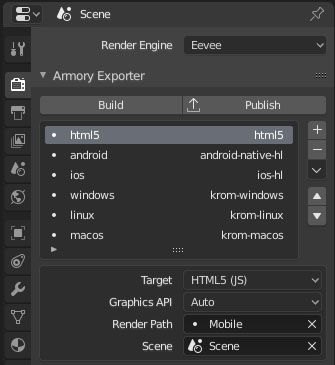 Scene
Render Engine Eevee
Armory Exporter
Build Publish
html5 html5
android android-native-hl
ios ios-hl
windows krom-windows
linux krom-linux
macos krom-macos
Target HTML5 (JS)
Graphics API Auto
Render Path Mobile
Scene Scene